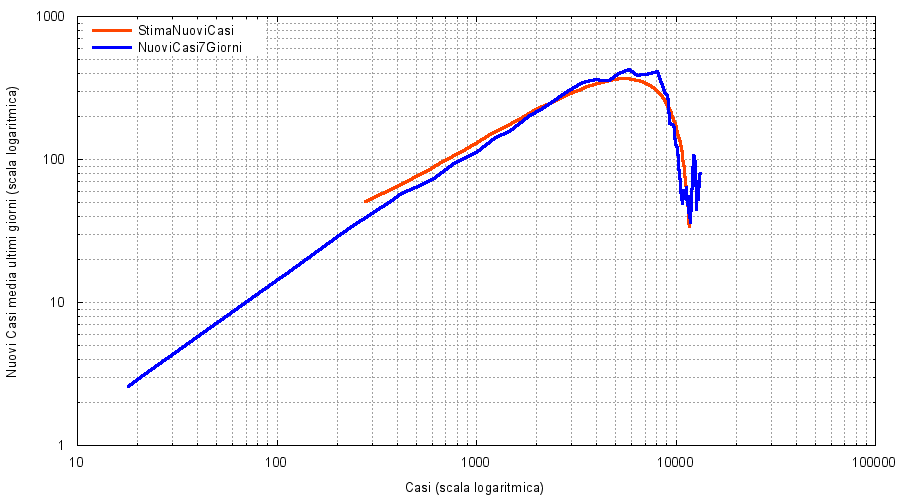 1000
StimaNuoviCasi
NuoviCasi7Giorni
100
10
1
Nuovi Casi media ultimi giorni (scala logaritmica)
10
100
1000
10000
100000
Casi (scala logaritmica)